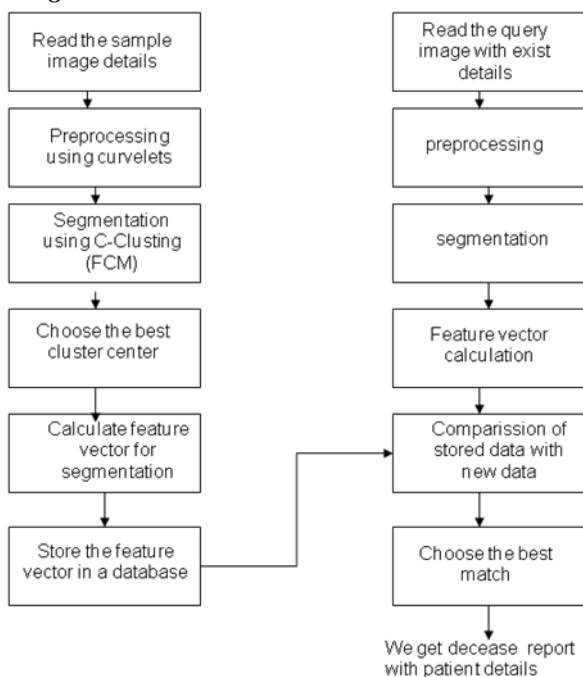 Read the sample
image details
Preprocessing
using curvelets
Segmentation
using C-Clusting
(FCM)
Choose the best
cluster center
Calculate feature
vector for
segmentation
Store the feature
vector in a database
Read the query
image with exist
details
preprocessing
segmentation
Feature vector
calculation
Comparission of
stored data with
new data
Choose the best
match
We get decease report
with patient details